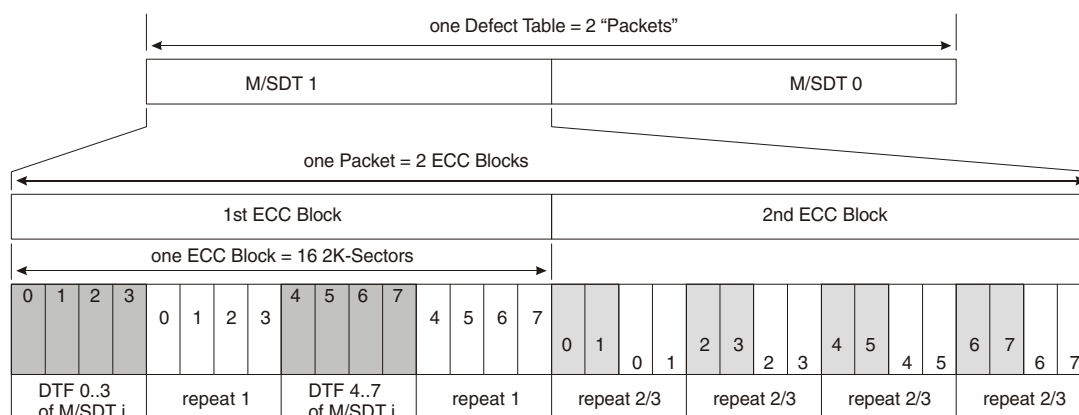 one Defect Table = 2 “Packets”
M/SDT 1 M/SDT 0
one Packet = 2 ECC Blocks
1st ECC Block 2nd ECC Block
one ECC Block = 16 2K-Sectors
0 1 2 3 0 1 2 3 4 5 6 7 4 5 6 7 0 1 0 1 2 3 2 3 4 5 4 5 6 7 6 7
DTF 0..3 repeat 1 DTF 4..7 repeat 1 repeat 2/3 repeat 2/3 repeat 2/3 repeat 2/3
of M/SDT i of M/SDT i